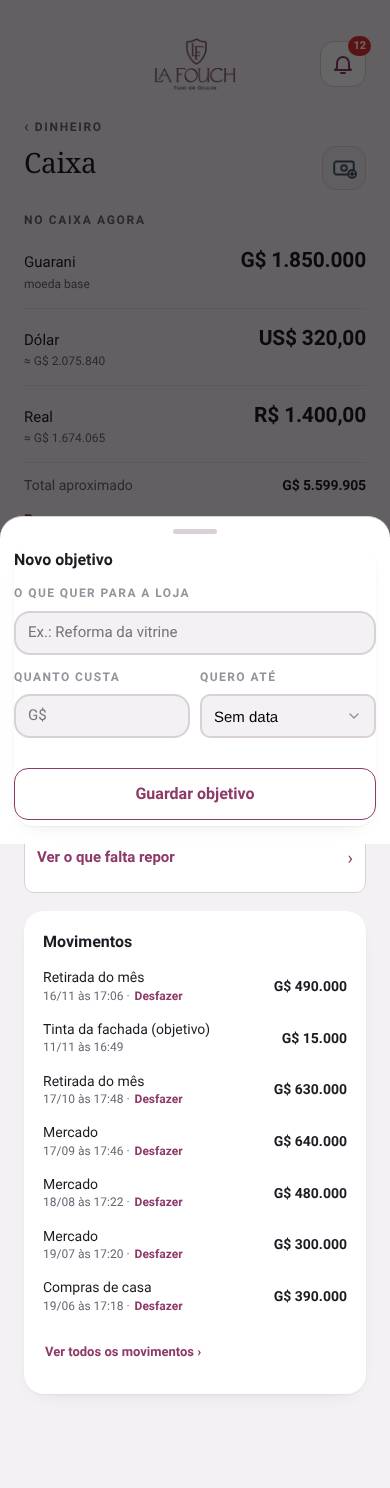 12
LF
LA FOUCH
‹ DINHEIRO
Caixa
NO CAIXA AGORA
Guarani G$ 1.850.000
moeda base
Dólar US$ 320,00
≈ G$ 2.075.840
Real R$ 1.400,00
≈ G$ 1.674.065
Total aproximado G$ 5.599.905
Novo objetivo
O QUE QUER PARA A LOJA
Ex.: Reforma da vitrine
QUANTO CUSTA QUERO ATÉ
G$ Sem data
Guardar objetivo
Ver o que falta repor ›
Movimentos
Retirada do mês G$ 490.000
16/11 às 17:06 · Desfazer
Tinta da fachada (objetivo) G$ 15.000
11/11 às 16:49
Retirada do mês G$ 630.000
17/10 às 17:48 · Desfazer
Mercado G$ 640.000
17/09 às 17:46 · Desfazer
Mercado G$ 480.000
18/08 às 17:22 · Desfazer
Mercado G$ 300.000
19/07 às 17:20 · Desfazer
Compras de casa G$ 390.000
19/06 às 17:18 · Desfazer
Ver todos os movimentos ›